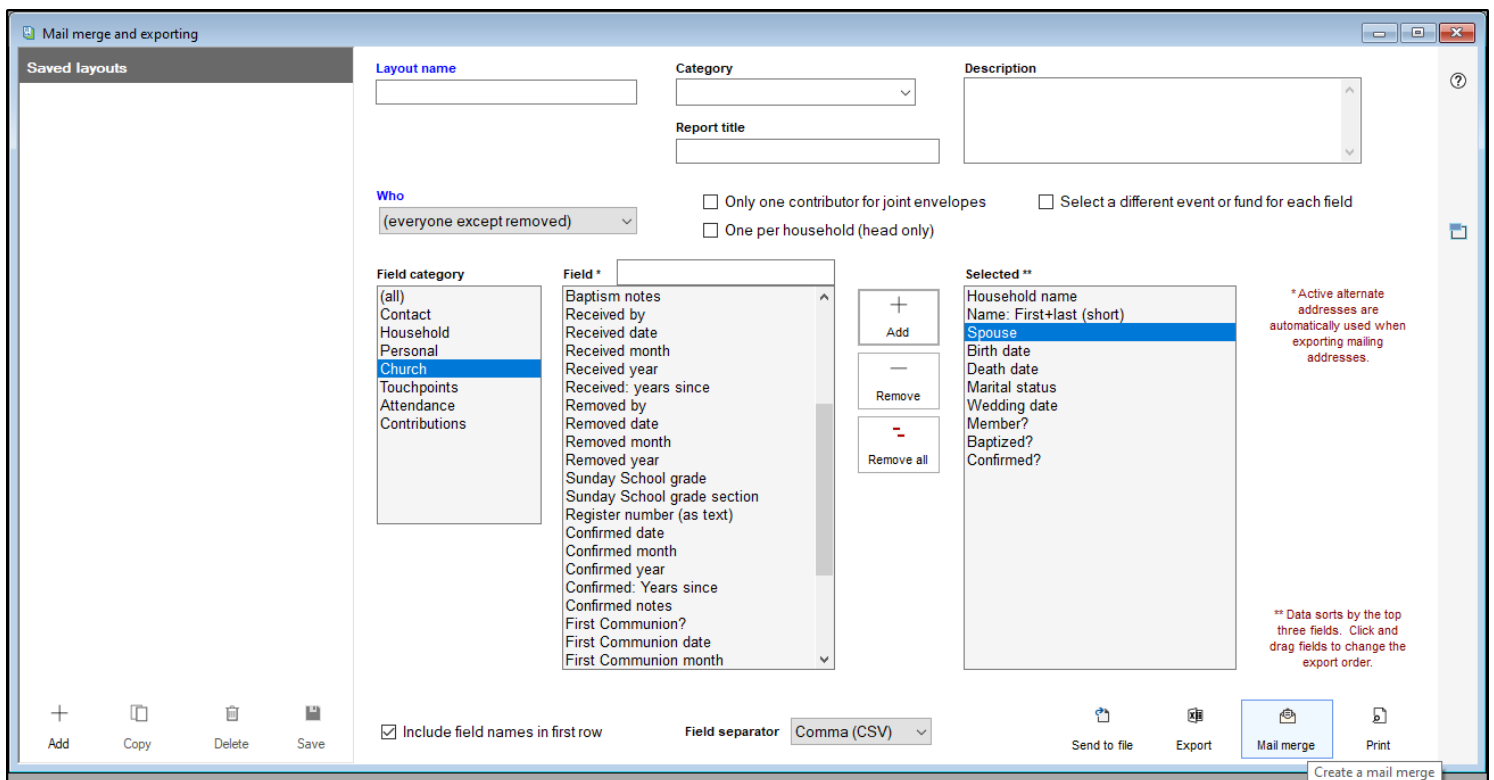 Mail merge and exporting
Saved layouts
Layout name
Category
Description
Report title
Who
(everyone except removed)
Only one contributor for joint envelopes
Select a different event or fund for each field
One per household (head only)
Field category
(all)
Contact
Household
Personal
Church
Touchpoints
Attendance
Contributions
Field *
Baptism notes
Received by
Received date
Received month
Received year
Received: years since
Removed by
Removed date
Removed month
Removed year
Sunday School grade
Sunday School grade section
Register number (as text)
Confirmed date
Confirmed month
Confirmed year
Confirmed: Years since
Confirmed notes
First Communion?
First Communion date
First Communion month
Add
Remove
Remove all
Selected **
Household name
Name: First+last (short)
Spouse
Birth date
Death date
Marital status
Wedding date
Member?
Baptized?
Confirmed?
* Active alternate
addresses are
automatically used when
exporting mailing
addresses.
** Data sorts by the top
three fields. Click and
drag fields to change the
export order.
Add
Copy
Delete
Save
Include field names in first row
Field separator
Comma (CSV)
Send to file
Export
Mail merge
Print
Create a mail merge